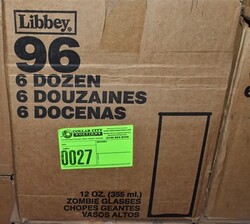 Libbey
96
6 DOZEN
6 DOUZAINES
6 DOCENAS
DOLLAR CITY
AUCTIONS
0027
12 OZ. (355 ml.)
ZOMBIE GLASSES
CHOPES GEANTES
VASOS ALTOS